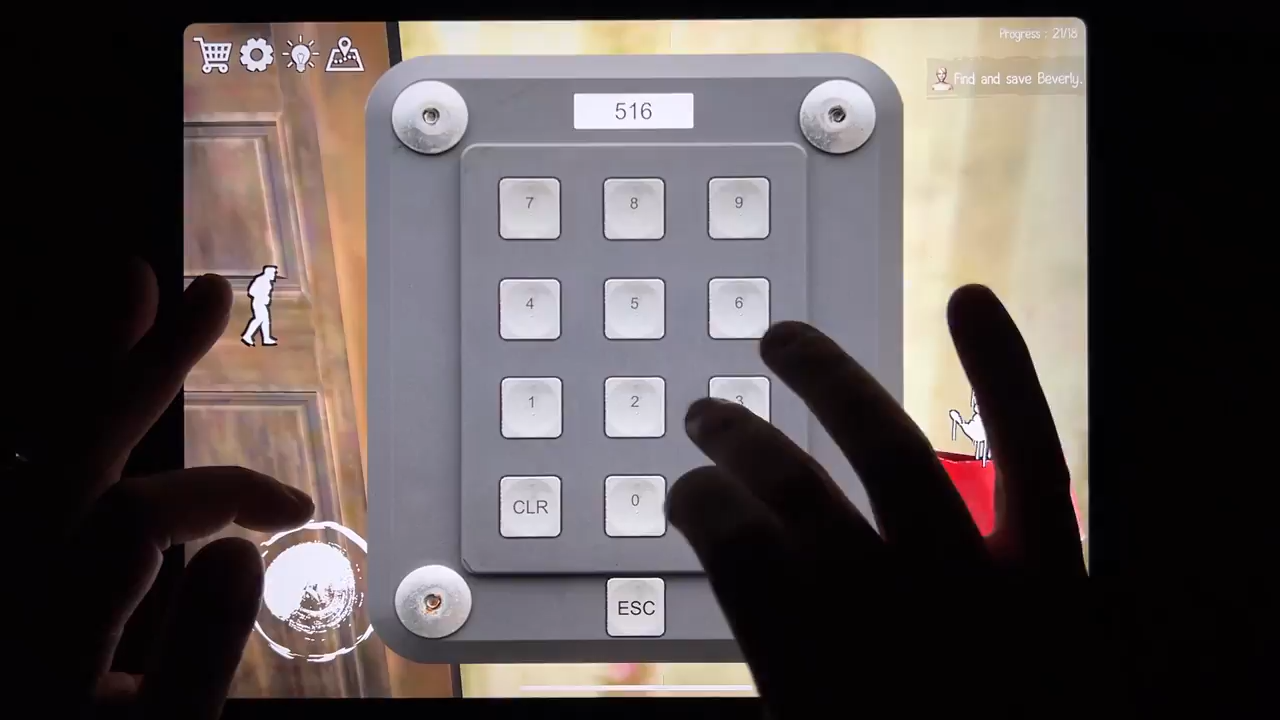 Progress : 21/18
Find and save Beverly.
516
7 8 9
4 5 6
1 2 3
CLR 0
ESC